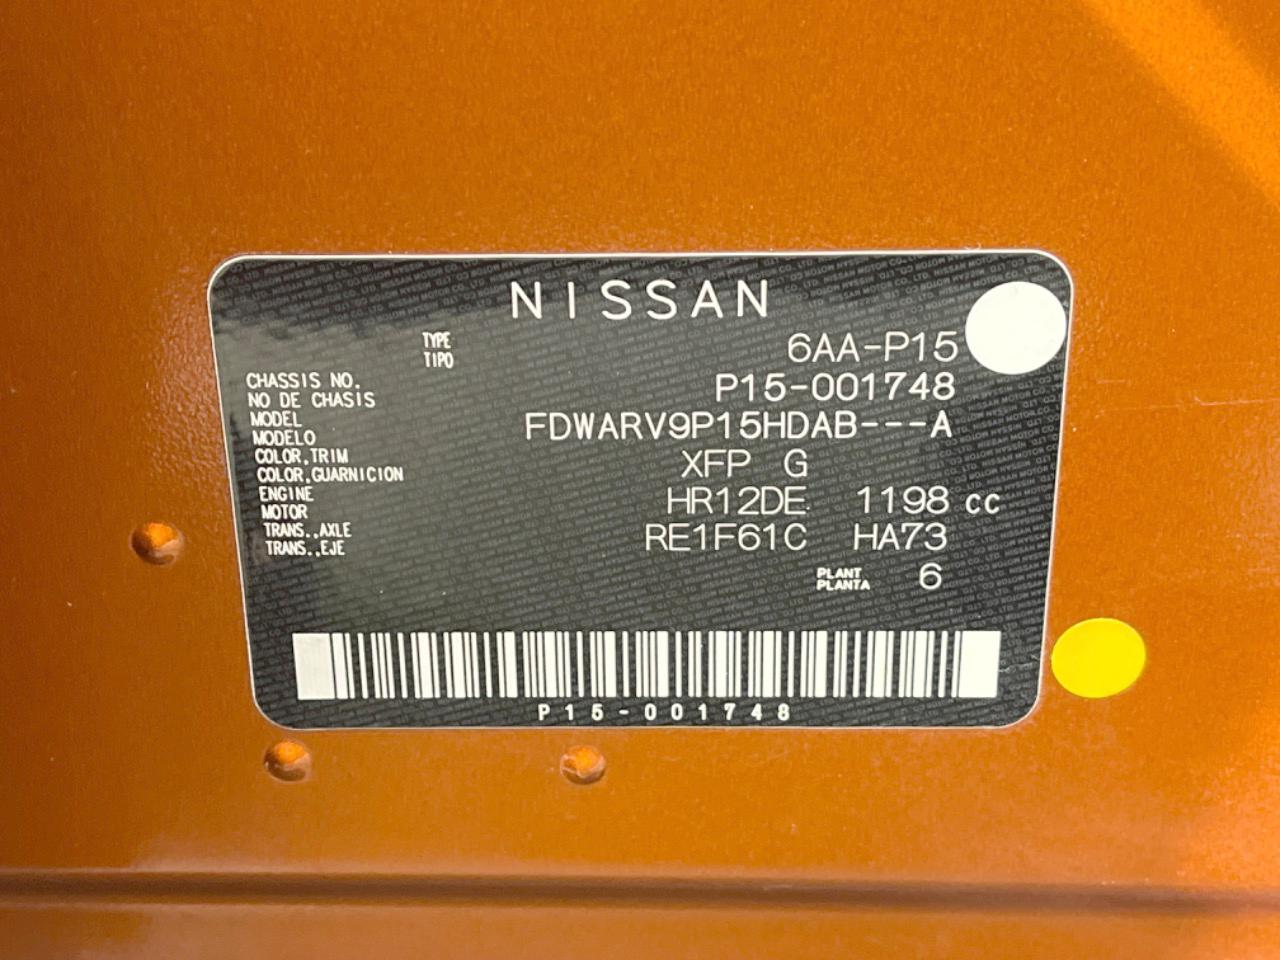 NISSAN
TYPE
TIPO
6AA-P15
CHASSIS NO.
NO DE CHASIS
P15-001748
MODEL
MODELO
FDWARV9P15HDAB---A
COLOR,TRIM
COLOR,GUARNICION
XFP G
ENGINE
MOTOR
HR12DE 1198 cc
TRANS.,AXLE
TRANS.,EJE
RE1F61C HA73
PLANT
PLANTA
6
P15-001748